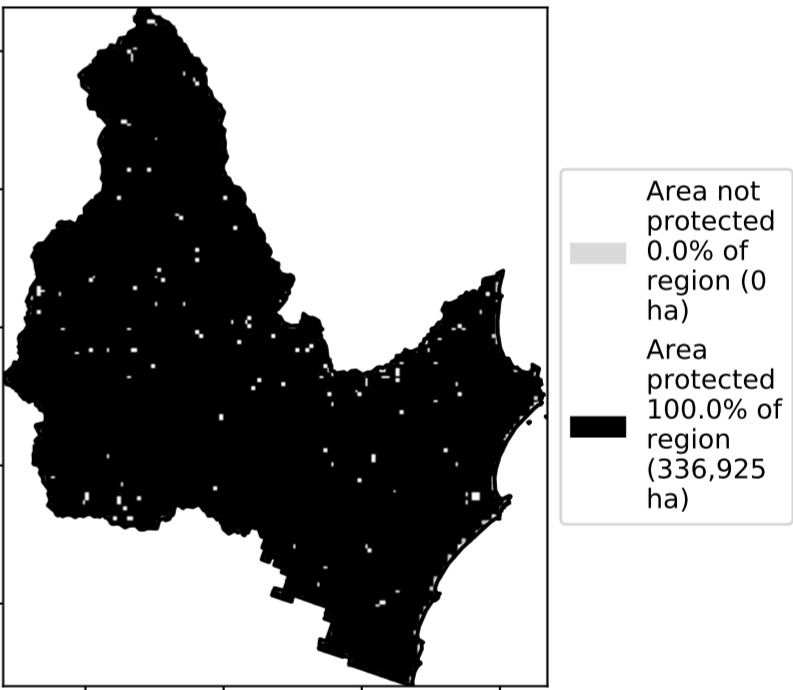 Area not
protected
0.0% of
region (0
ha)
Area
protected
100.0% of
region
(336,925
ha)